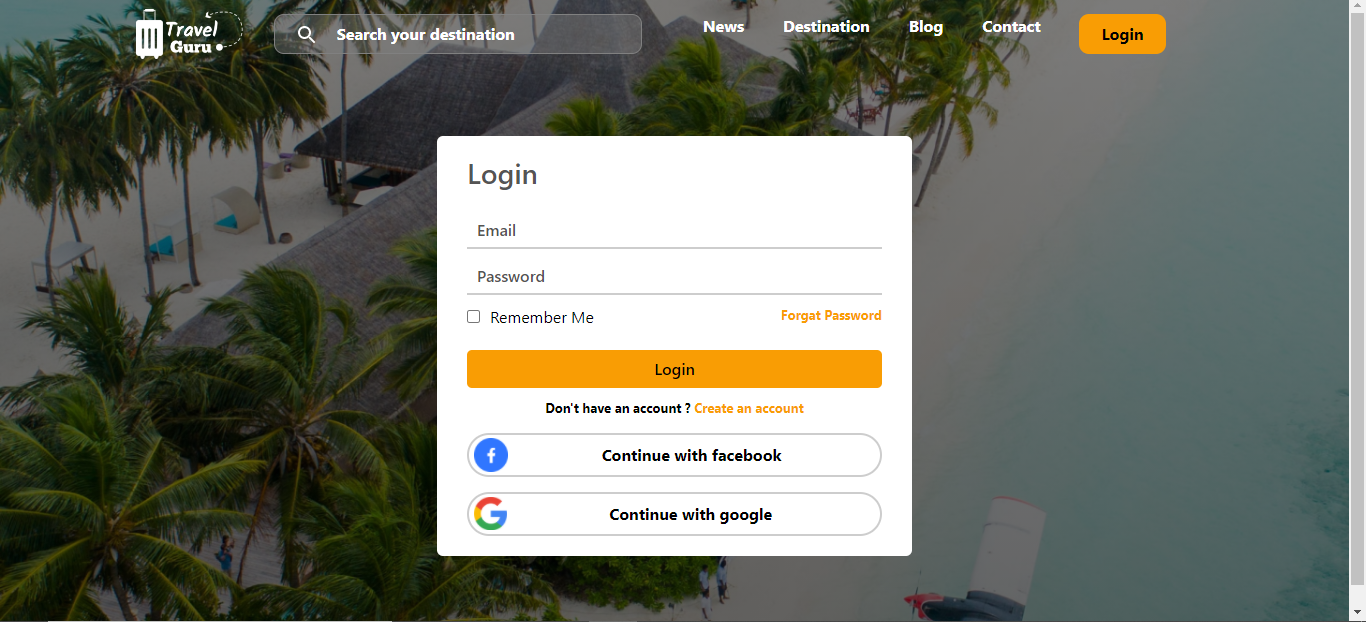 Travel
Guru
Search your destination
News
Destination
Blog
Contact
Login
Login
Email
Password
Remember Me
Forgat Password
Login
Don't have an account ? Create an account
Continue with facebook
Continue with google